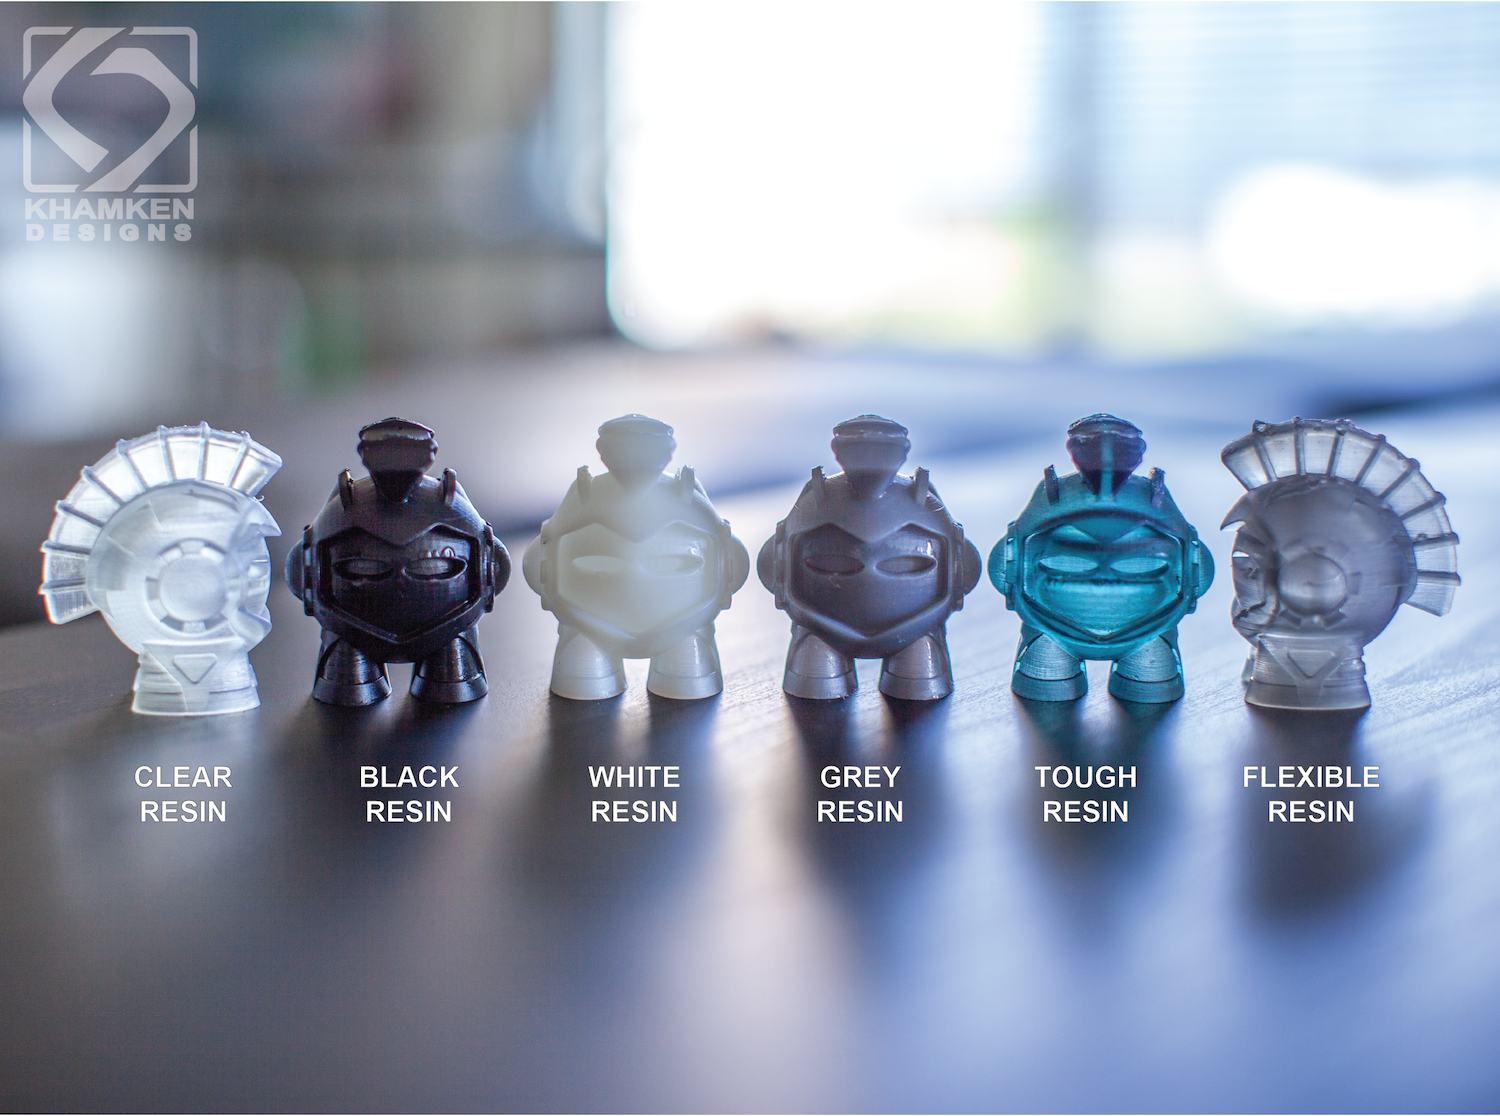 KHAMKEN
DESIGNS
CLEAR
RESIN
BLACK
RESIN
WHITE
RESIN
GREY
RESIN
TOUGH
RESIN
FLEXIBLE
RESIN